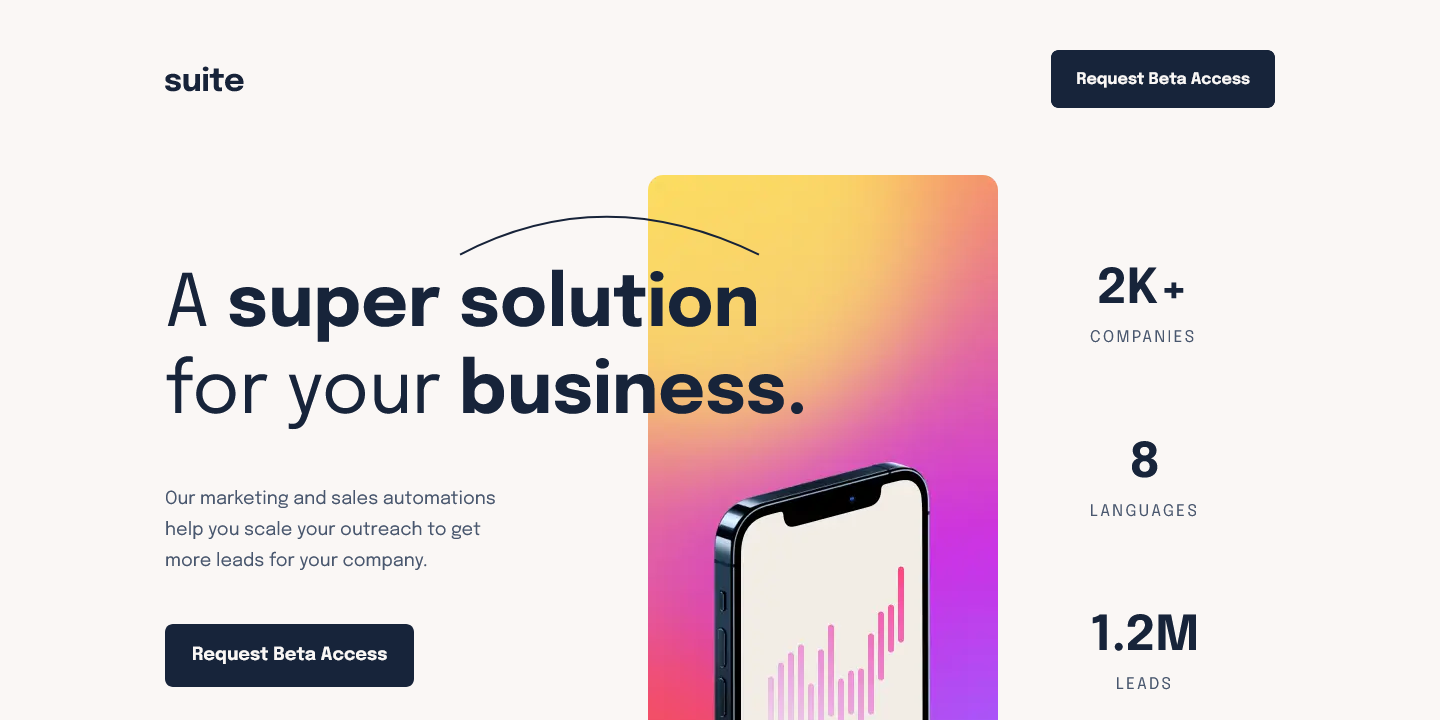 suite
Request Beta Access
A super solution
for your business.
Our marketing and sales automations
help you scale your outreach to get
more leads for your company.
Request Beta Access
2K+
COMPANIES
8
LANGUAGES
1.2M
LEADS